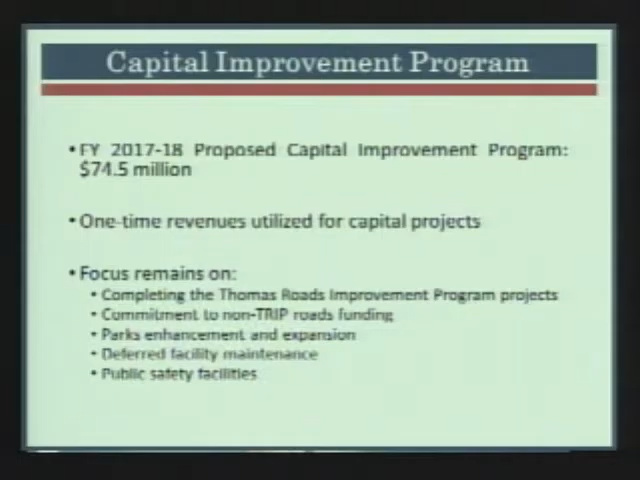 Capital Improvement Program
• FY 2017-18 Proposed Capital Improvement Program:
$74.5 million
• One-time revenues utilized for capital projects
• Focus remains on:
• Completing the Thomas Roads Improvement Program projects
• Commitment to non-TRIP roads funding
• Parks enhancement and expansion
• Deferred facility maintenance
• Public safety facilities